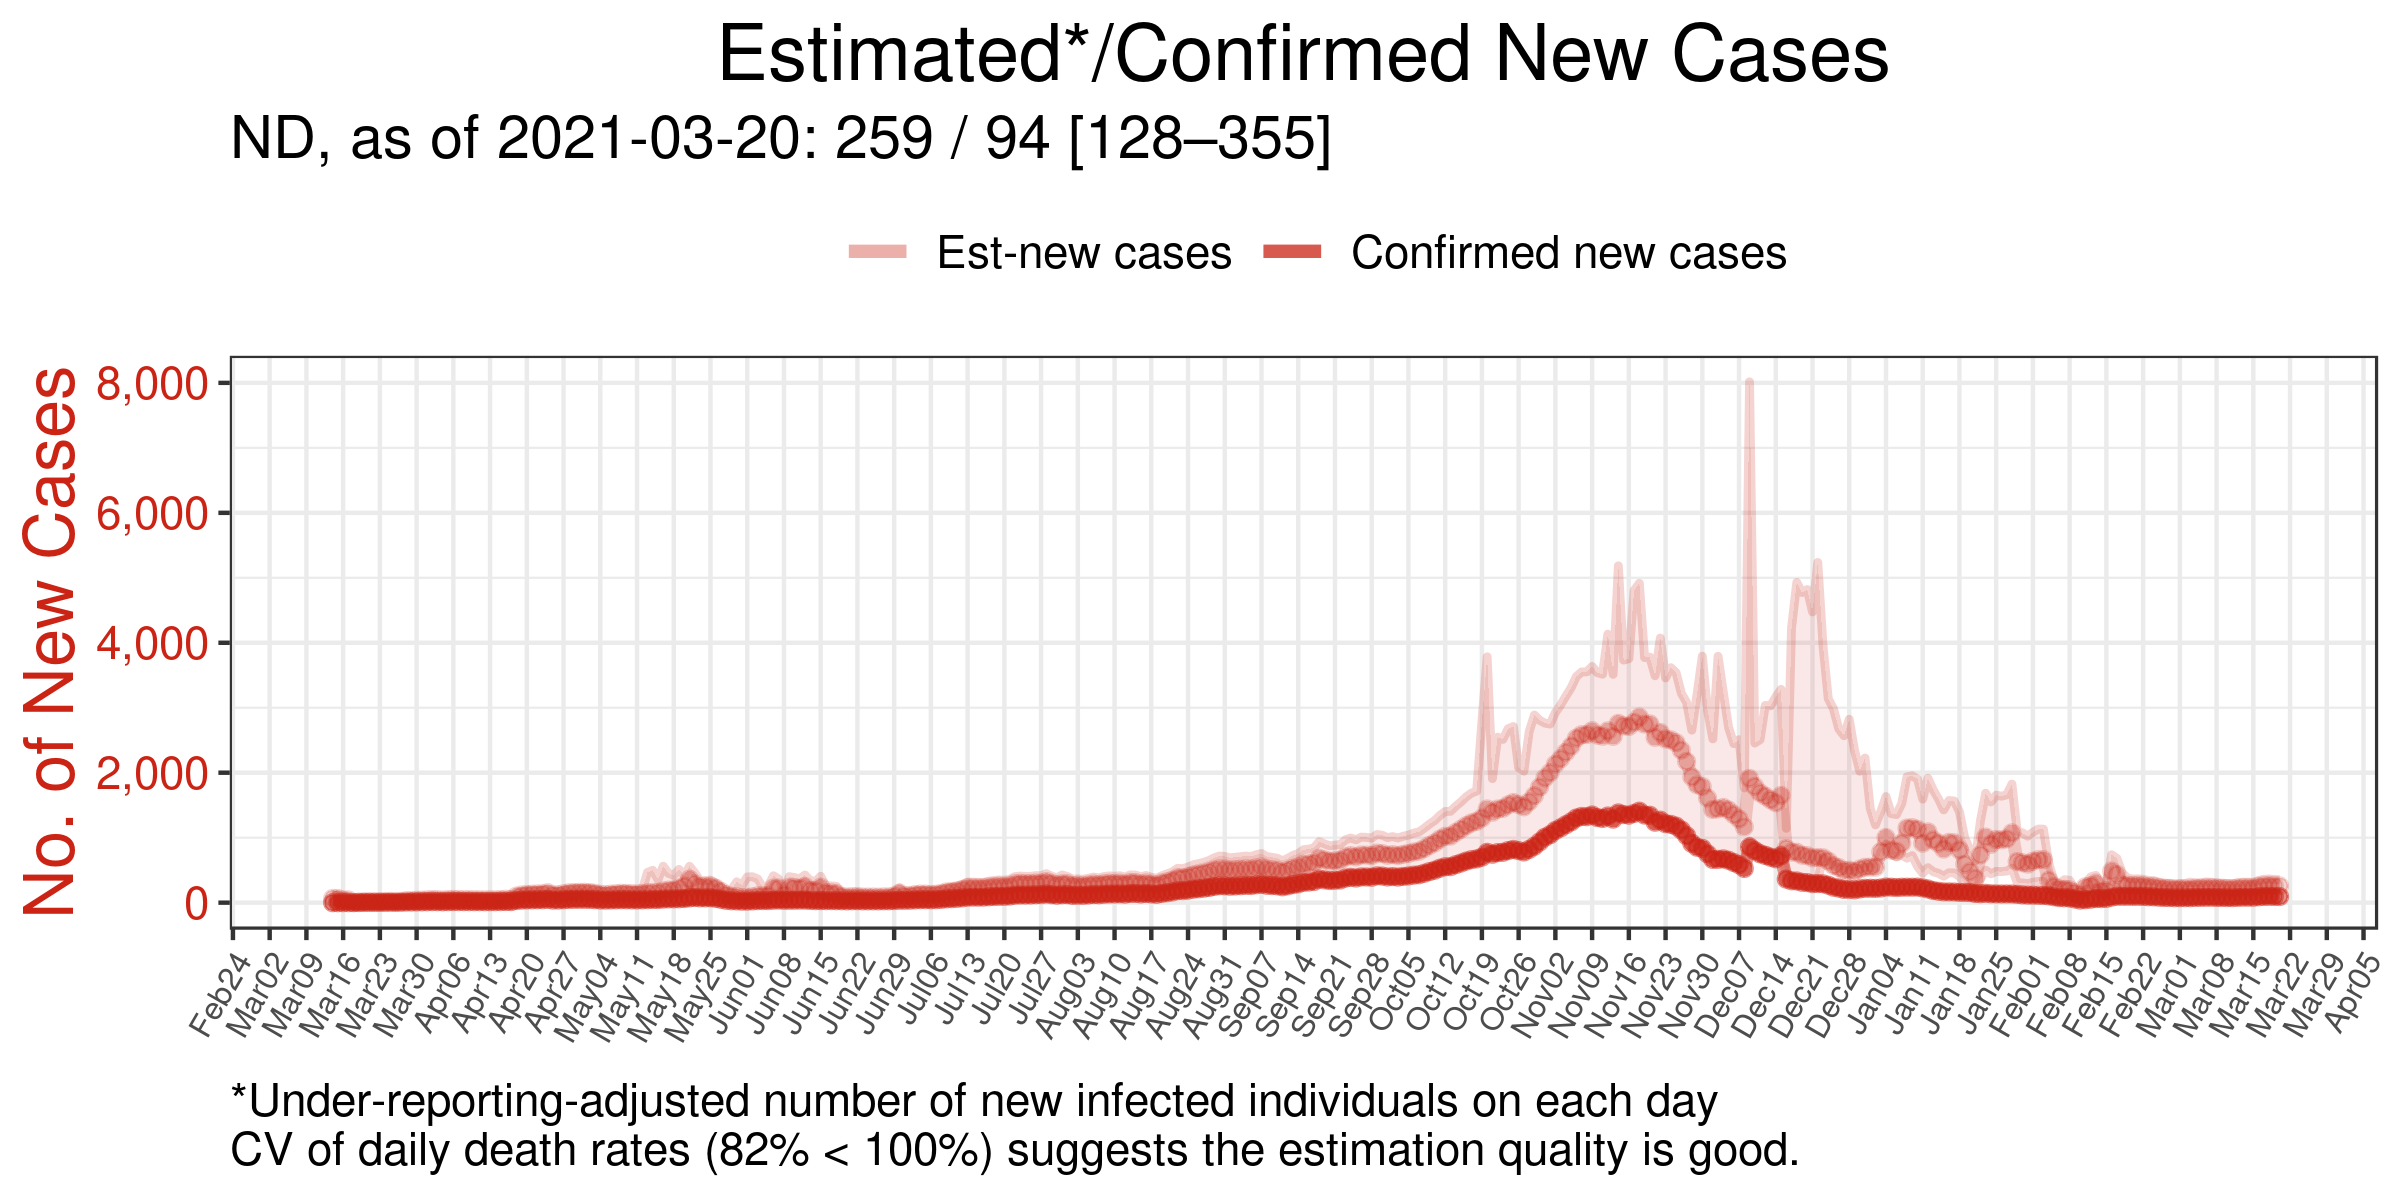 Estimated*/Confirmed New Cases
ND, as of 2021-03-20: 259 / 94 [128–355]
Est-new cases Confirmed new cases
No. of New Cases
8,000
6,000
4,000
2,000
0
Feb24 Mar02 Mar09 Mar16 Mar23 Mar30 Apr06 Apr13 Apr20 Apr27 May04 May11 May18 May25 Jun01 Jun08 Jun15 Jun22 Jun29 Jul06 Jul13 Jul20 Jul27 Aug03 Aug10 Aug17 Aug24 Aug31 Sep07 Sep14 Sep21 Sep28 Oct05 Oct12 Oct19 Oct26 Nov02 Nov09 Nov16 Nov23 Nov30 Dec07 Dec14 Dec21 Dec28 Jan04 Jan11 Jan18 Jan25 Feb01 Feb08 Feb15 Feb22 Mar01 Mar08 Mar15 Mar22 Mar29 Apr05
*Under-reporting-adjusted number of new infected individuals on each day
CV of daily death rates (82% < 100%) suggests the estimation quality is good.